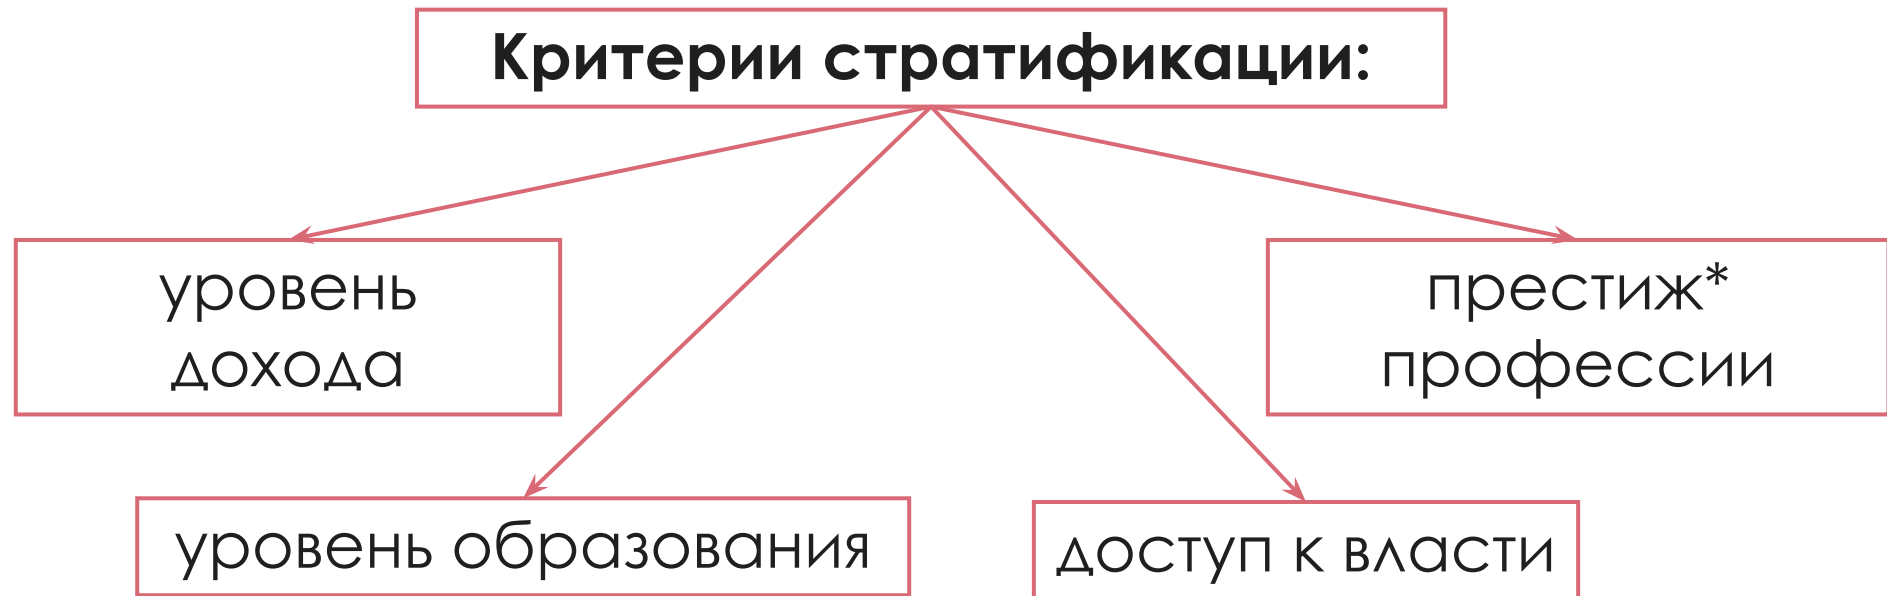 Критерии стратификации:
уровень
дохода
престиж*
профессии
уровень образования
доступ к власти